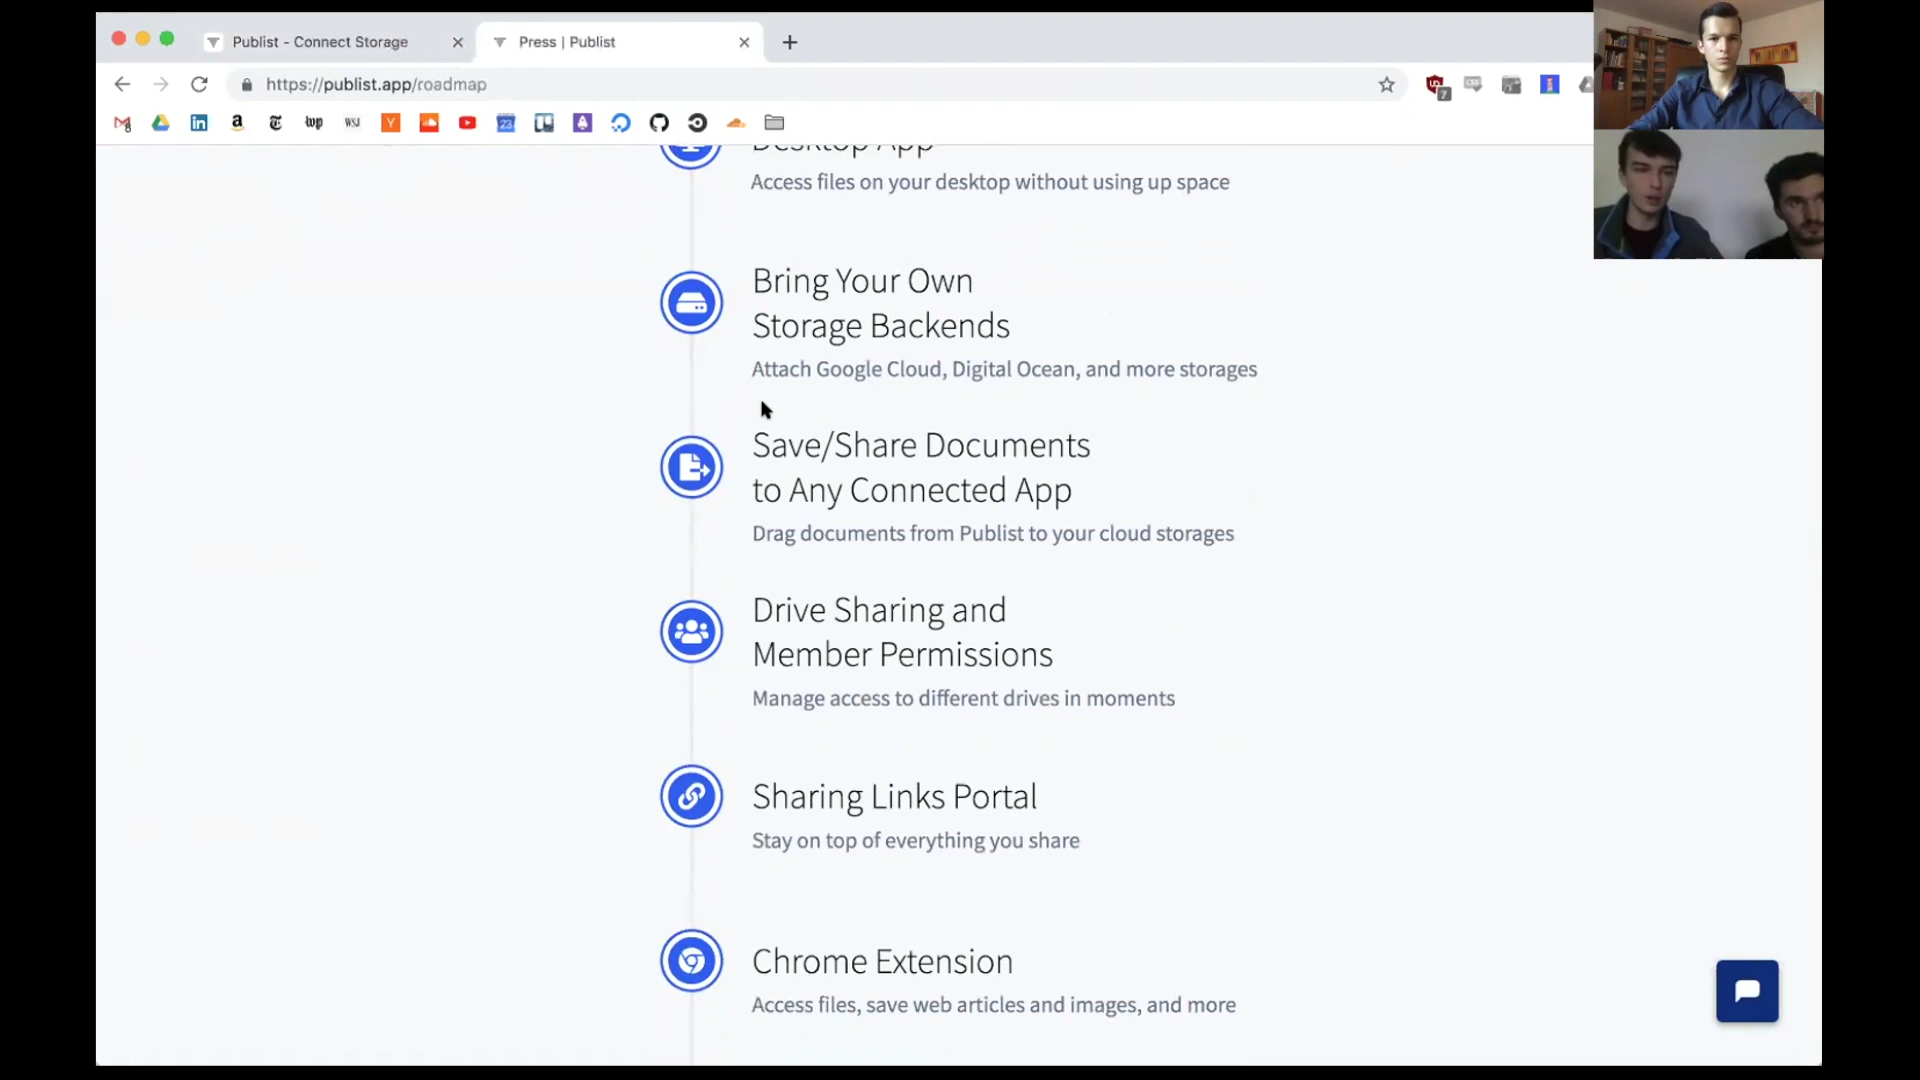 Publist - Connect Storage
Press | Publist
https://publist.app/roadmap
7
23
Desktop App
Access files on your desktop without using up space
Bring Your Own
Storage Backends
Attach Google Cloud, Digital Ocean, and more storages
Save/Share Documents
to Any Connected App
Drag documents from Publist to your cloud storages
Drive Sharing and
Member Permissions
Manage access to different drives in moments
Sharing Links Portal
Stay on top of everything you share
Chrome Extension
Access files, save web articles and images, and more